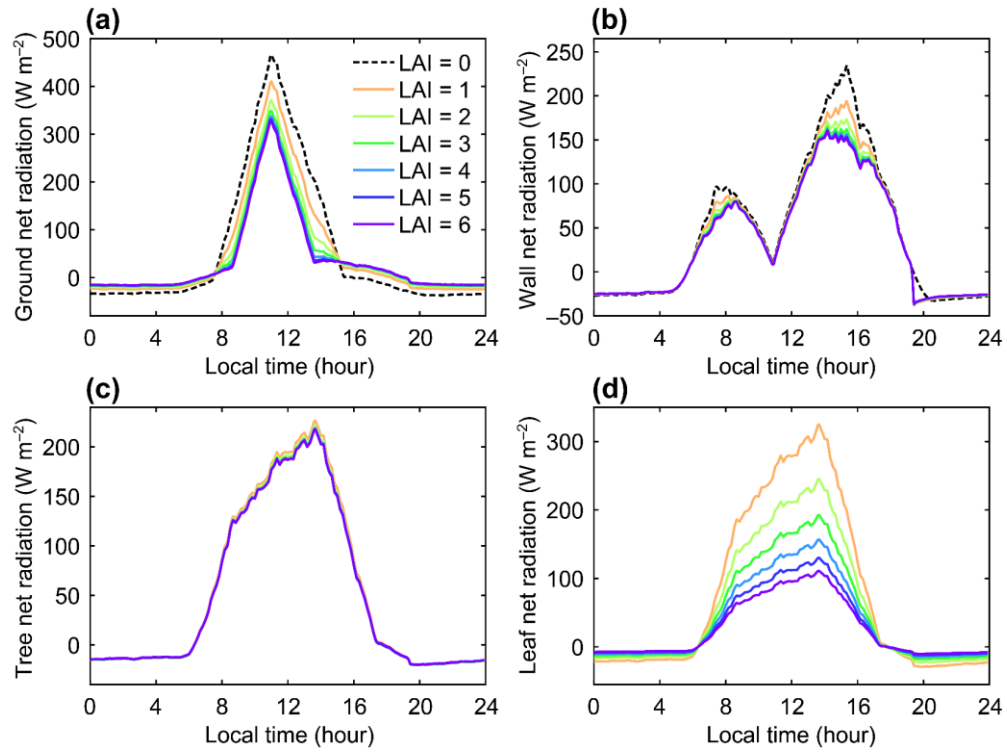 (a)
Ground net radiation (W m−2)
500
400
300
200
100
0
LAI = 0
LAI = 1
LAI = 2
LAI = 3
LAI = 4
LAI = 5
LAI = 6
0 4 8 12 16 20 24
Local time (hour)
(b)
Wall net radiation (W m−2)
250
200
150
100
50
0
−50
0 4 8 12 16 20 24
Local time (hour)
(c)
Tree net radiation (W m−2)
200
150
100
50
0
0 4 8 12 16 20 24
Local time (hour)
(d)
Leaf net radiation (W m−2)
300
200
100
0
0 4 8 12 16 20 24
Local time (hour)